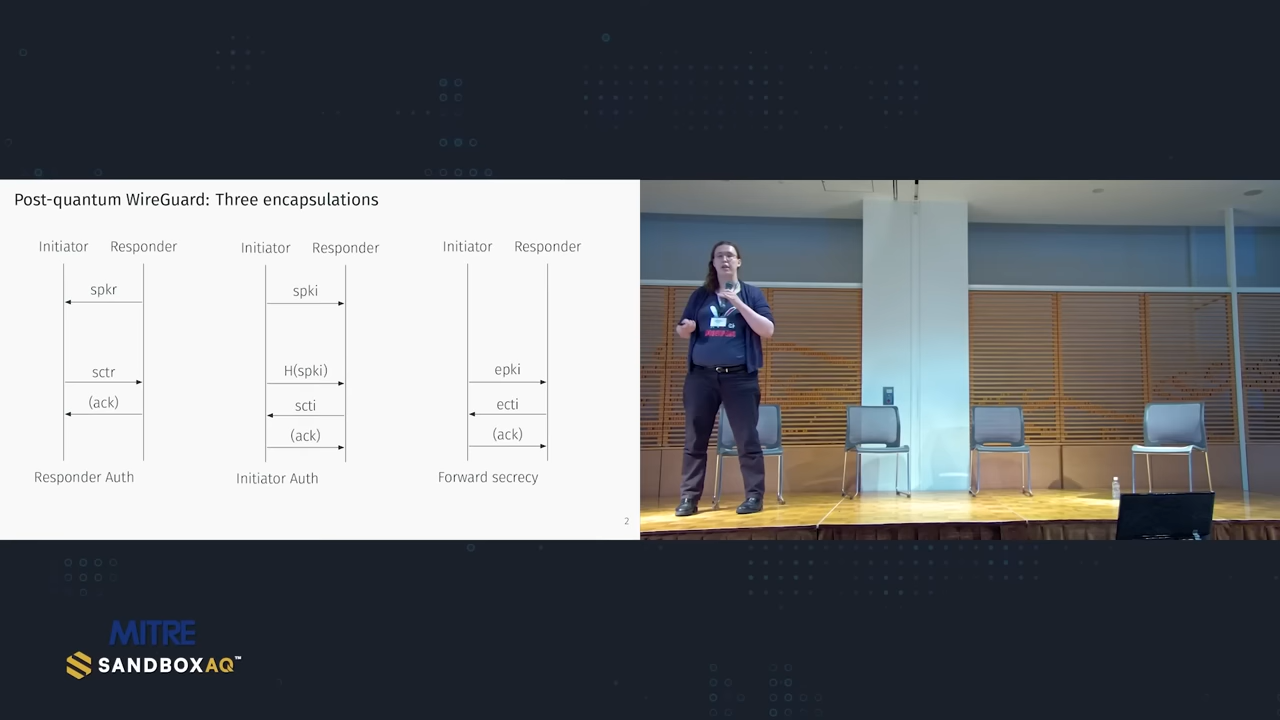 Post-quantum WireGuard: Three encapsulations
Initiator Responder
spkr
sctr
(ack)
Responder Auth
Initiator Responder
spki
H(spki)
scti
(ack)
Initiator Auth
Initiator Responder
epki
ecti
(ack)
Forward secrecy
2
MITRE
SANDBOXAQ™